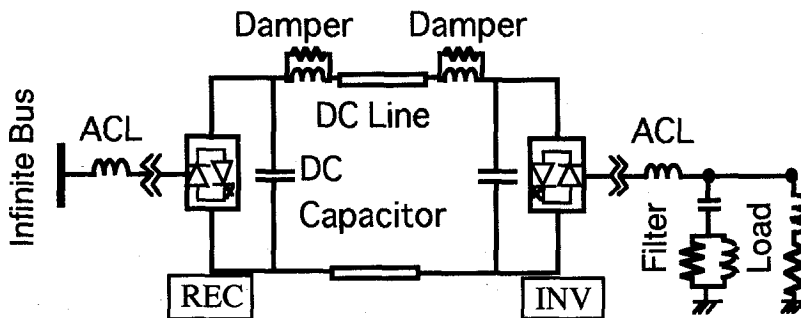 Damper Damper
Infinite Bus
ACL
DC Line
ACL
DC
Capacitor
Filter
Load
REC
INV